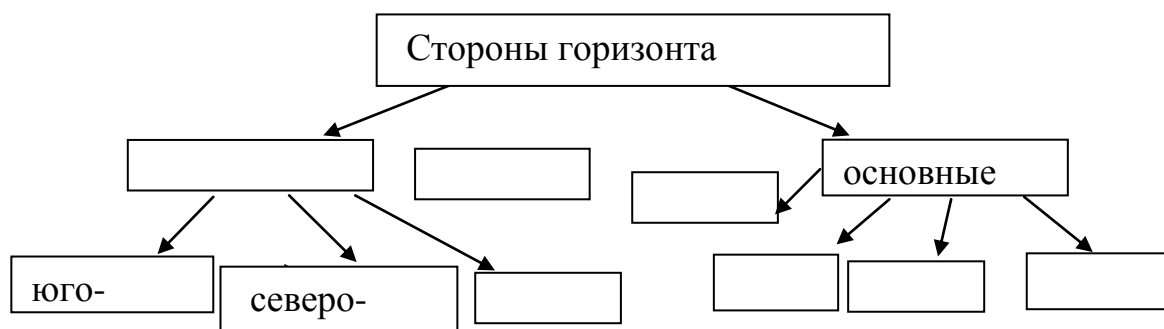 Стороны горизонта
основные
юго-
северо-